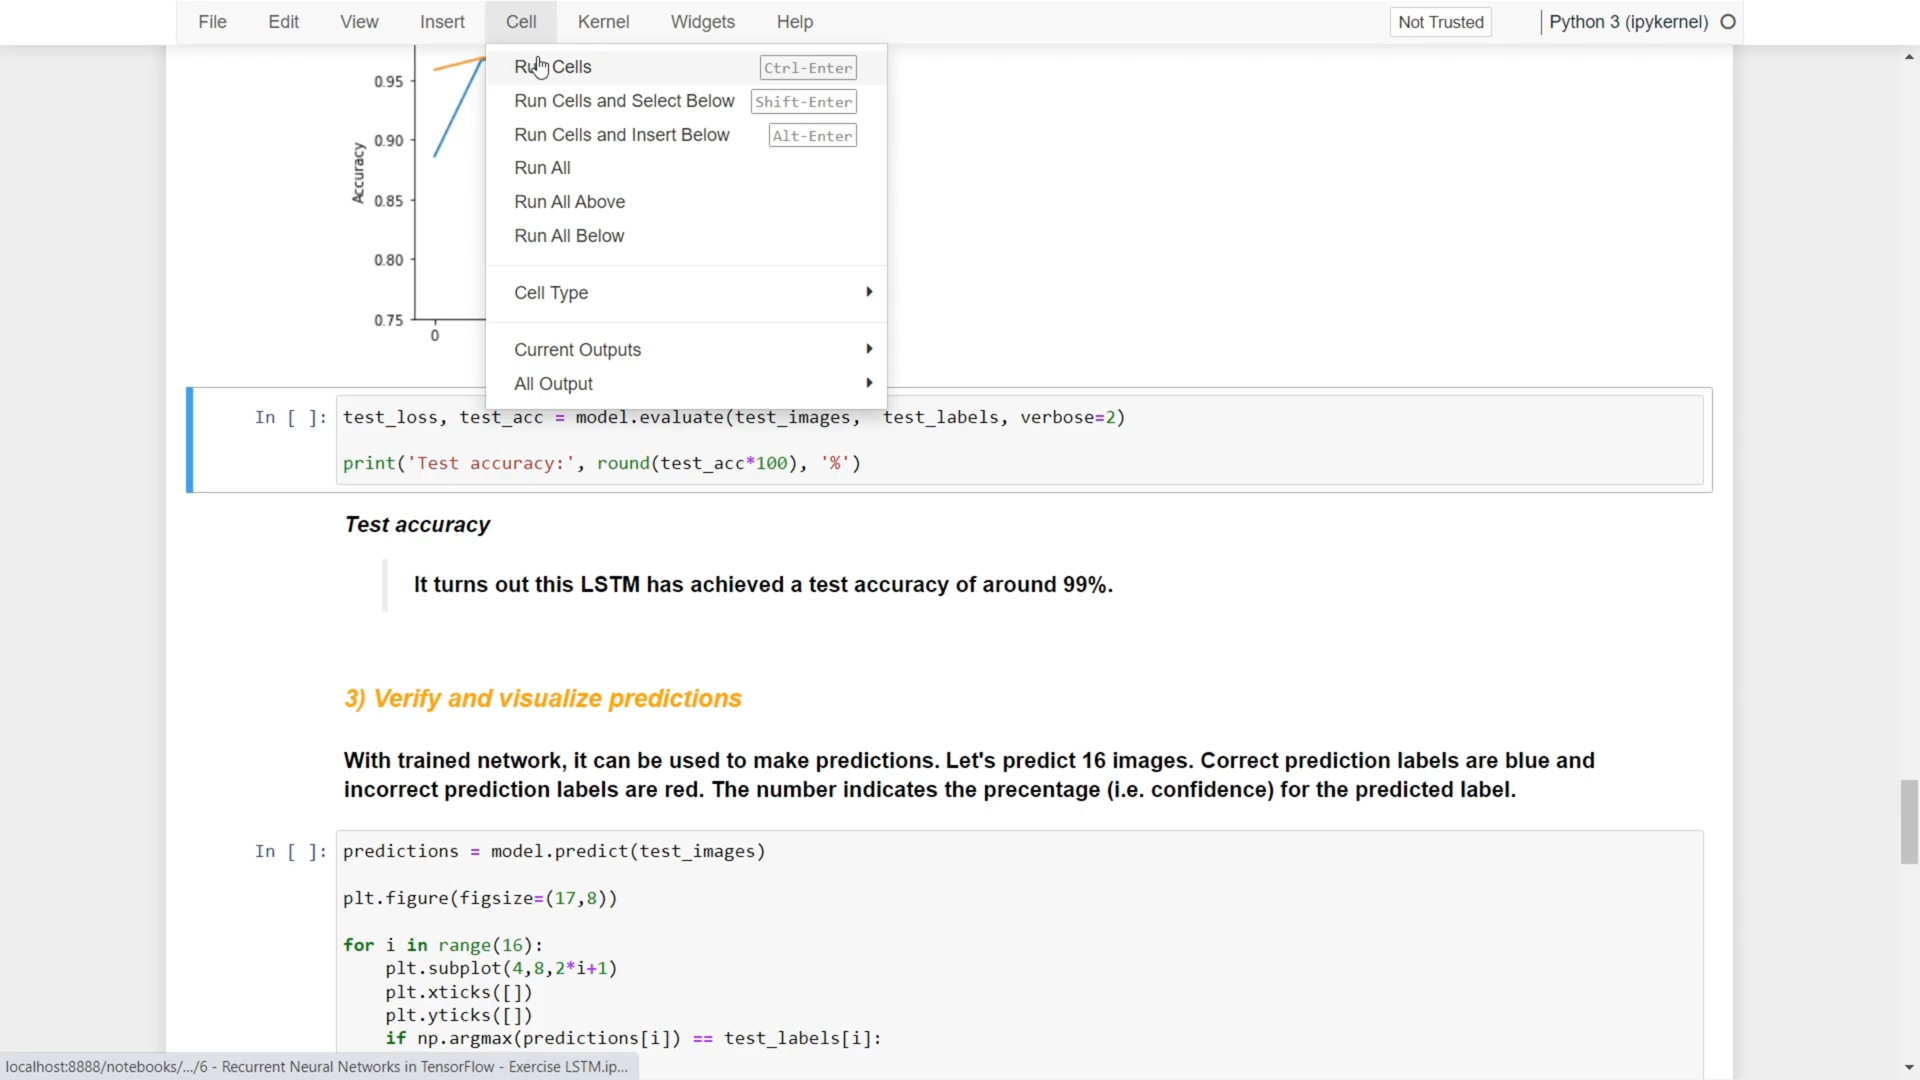 File Edit View Insert Cell Kernel Widgets Help Not Trusted Python 3 (ipykernel)
Run Cells Ctrl-Enter
Run Cells and Select Below Shift-Enter
Run Cells and Insert Below Alt-Enter
Run All
Run All Above
Run All Below
Cell Type
Current Outputs
All Output
Accuracy
0.95
0.90
0.85
0.80
0.75
0
In [ ]: test_loss, test_acc = model.evaluate(test_images, test_labels, verbose=2)
print('Test accuracy:', round(test_acc*100), '%')
Test accuracy
It turns out this LSTM has achieved a test accuracy of around 99%.
3) Verify and visualize predictions
With trained network, it can be used to make predictions. Let's predict 16 images. Correct prediction labels are blue and
incorrect prediction labels are red. The number indicates the precentage (i.e. confidence) for the predicted label.
In [ ]: predictions = model.predict(test_images)
plt.figure(figsize=(17,8))
for i in range(16):
plt.subplot(4,8,2*i+1)
plt.xticks([])
plt.yticks([])
if np.argmax(predictions[i]) == test_labels[i]:
localhost:8888/notebooks/.../6 - Recurrent Neural Networks in TensorFlow - Exercise LSTM.ip...